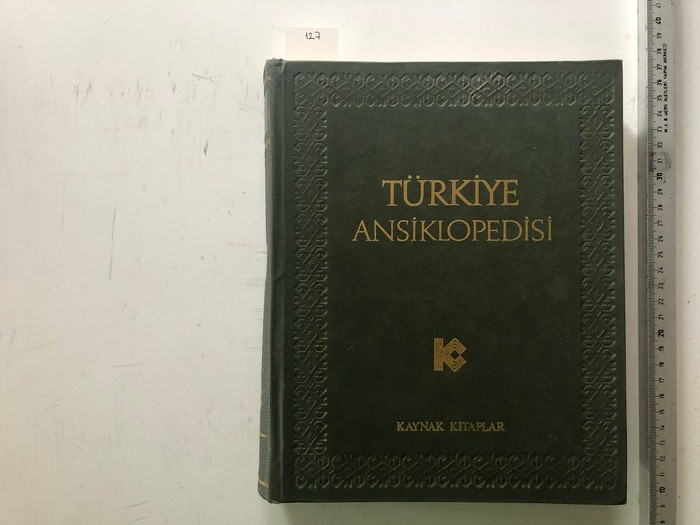 127
TÜRKİYE
ANSİKLOPEDİSİ
KAYNAK KİTAPLAR